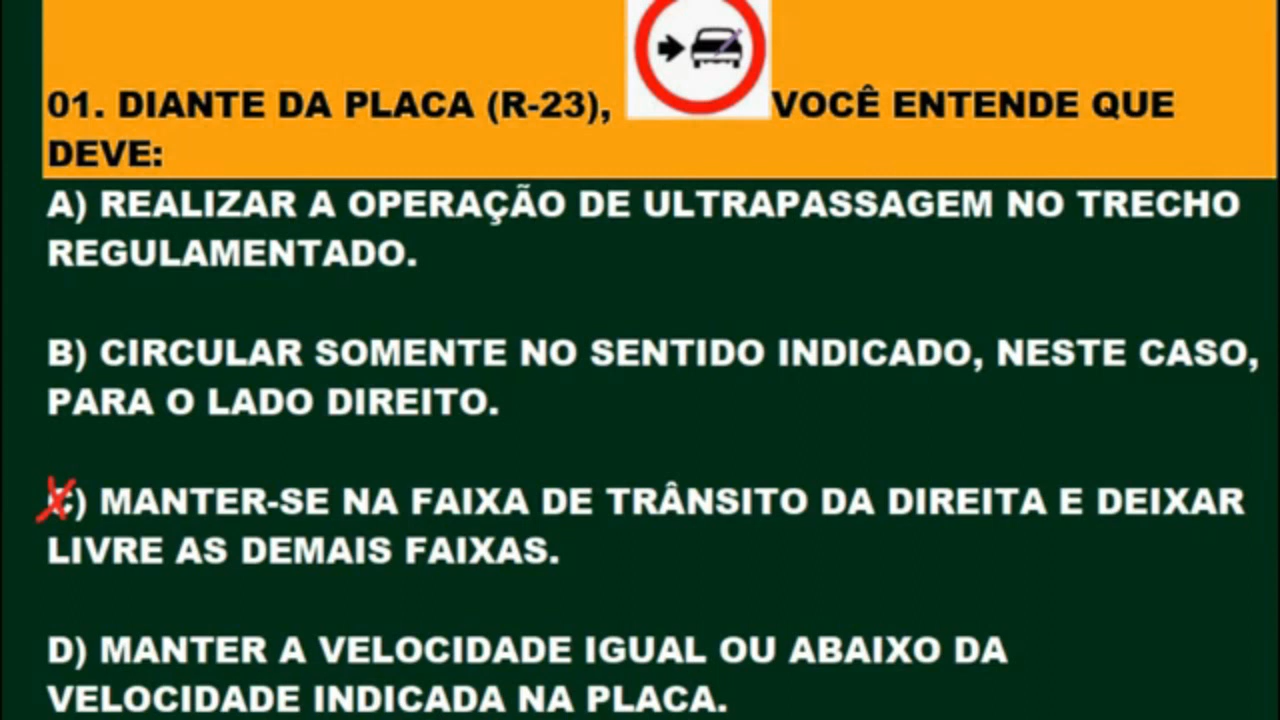 01. DIANTE DA PLACA (R-23), VOCÊ ENTENDE QUE
DEVE:
A) REALIZAR A OPERAÇÃO DE ULTRAPASSAGEM NO TRECHO
REGULAMENTADO.
B) CIRCULAR SOMENTE NO SENTIDO INDICADO, NESTE CASO,
PARA O LADO DIREITO.
C) MANTER-SE NA FAIXA DE TRÂNSITO DA DIREITA E DEIXAR
LIVRE AS DEMAIS FAIXAS.
D) MANTER A VELOCIDADE IGUAL OU ABAIXO DA
VELOCIDADE INDICADA NA PLACA.